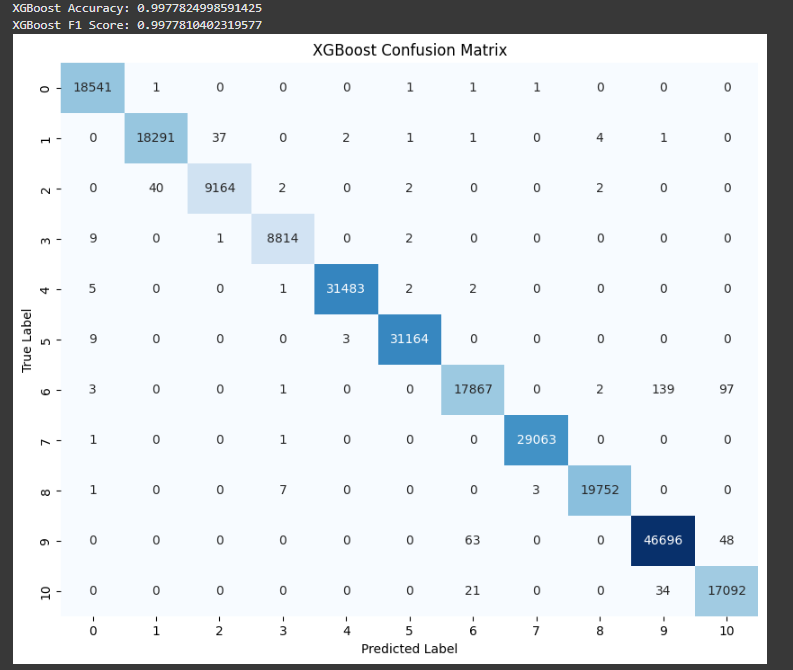 XGBoost Accuracy: 0.9977824998591425
XGBoost F1 Score: 0.9977810402319577
XGBoost Confusion Matrix
0 18541 1 0 0 0 1 1 1 0 0 0
1 0 18291 37 0 2 1 1 0 4 1 0
2 0 40 9164 2 0 2 0 0 2 0 0
3 9 0 1 8814 0 2 0 0 0 0 0
4 5 0 0 1 31483 2 2 0 0 0 0
5 9 0 0 0 3 31164 0 0 0 0 0
6 3 0 0 1 0 0 17867 0 2 139 97
7 1 0 0 1 0 0 0 29063 0 0 0
8 1 0 0 7 0 0 0 3 19752 0 0
9 0 0 0 0 0 0 63 0 0 46696 48
10 0 0 0 0 0 0 21 0 0 34 17092
True Label
0 1 2 3 4 5 6 7 8 9 10
Predicted Label